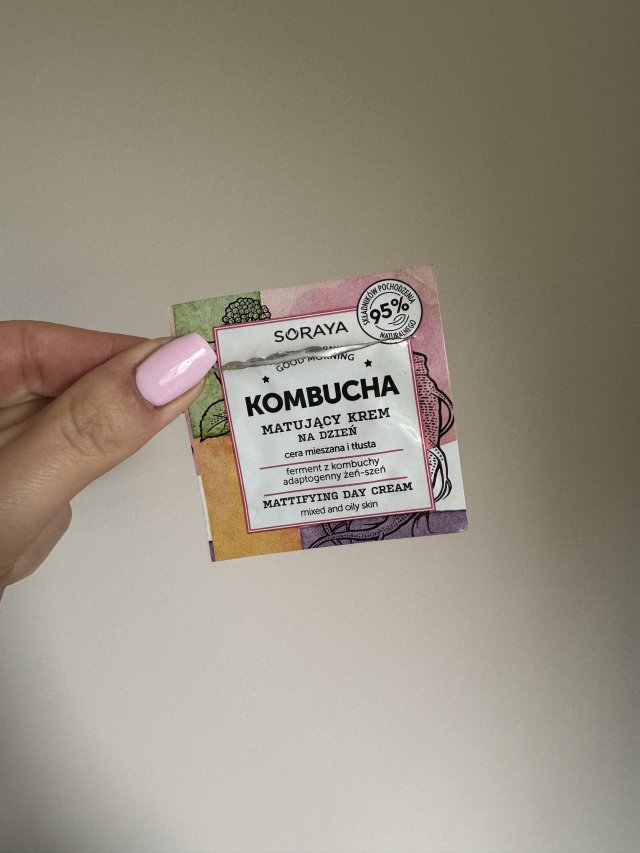 SORAYA
SKŁADNIKÓW POCHODZENIA
95%
NATURALNEGO
GOOD MORNING
KOMBUCHA
MATUJĄCY KREM
NA DZIEŃ
cera mieszana i tłusta
ferment z kombuchy
adaptogenny żeń-szeń
MATTIFYING DAY CREAM
mixed and oily skin